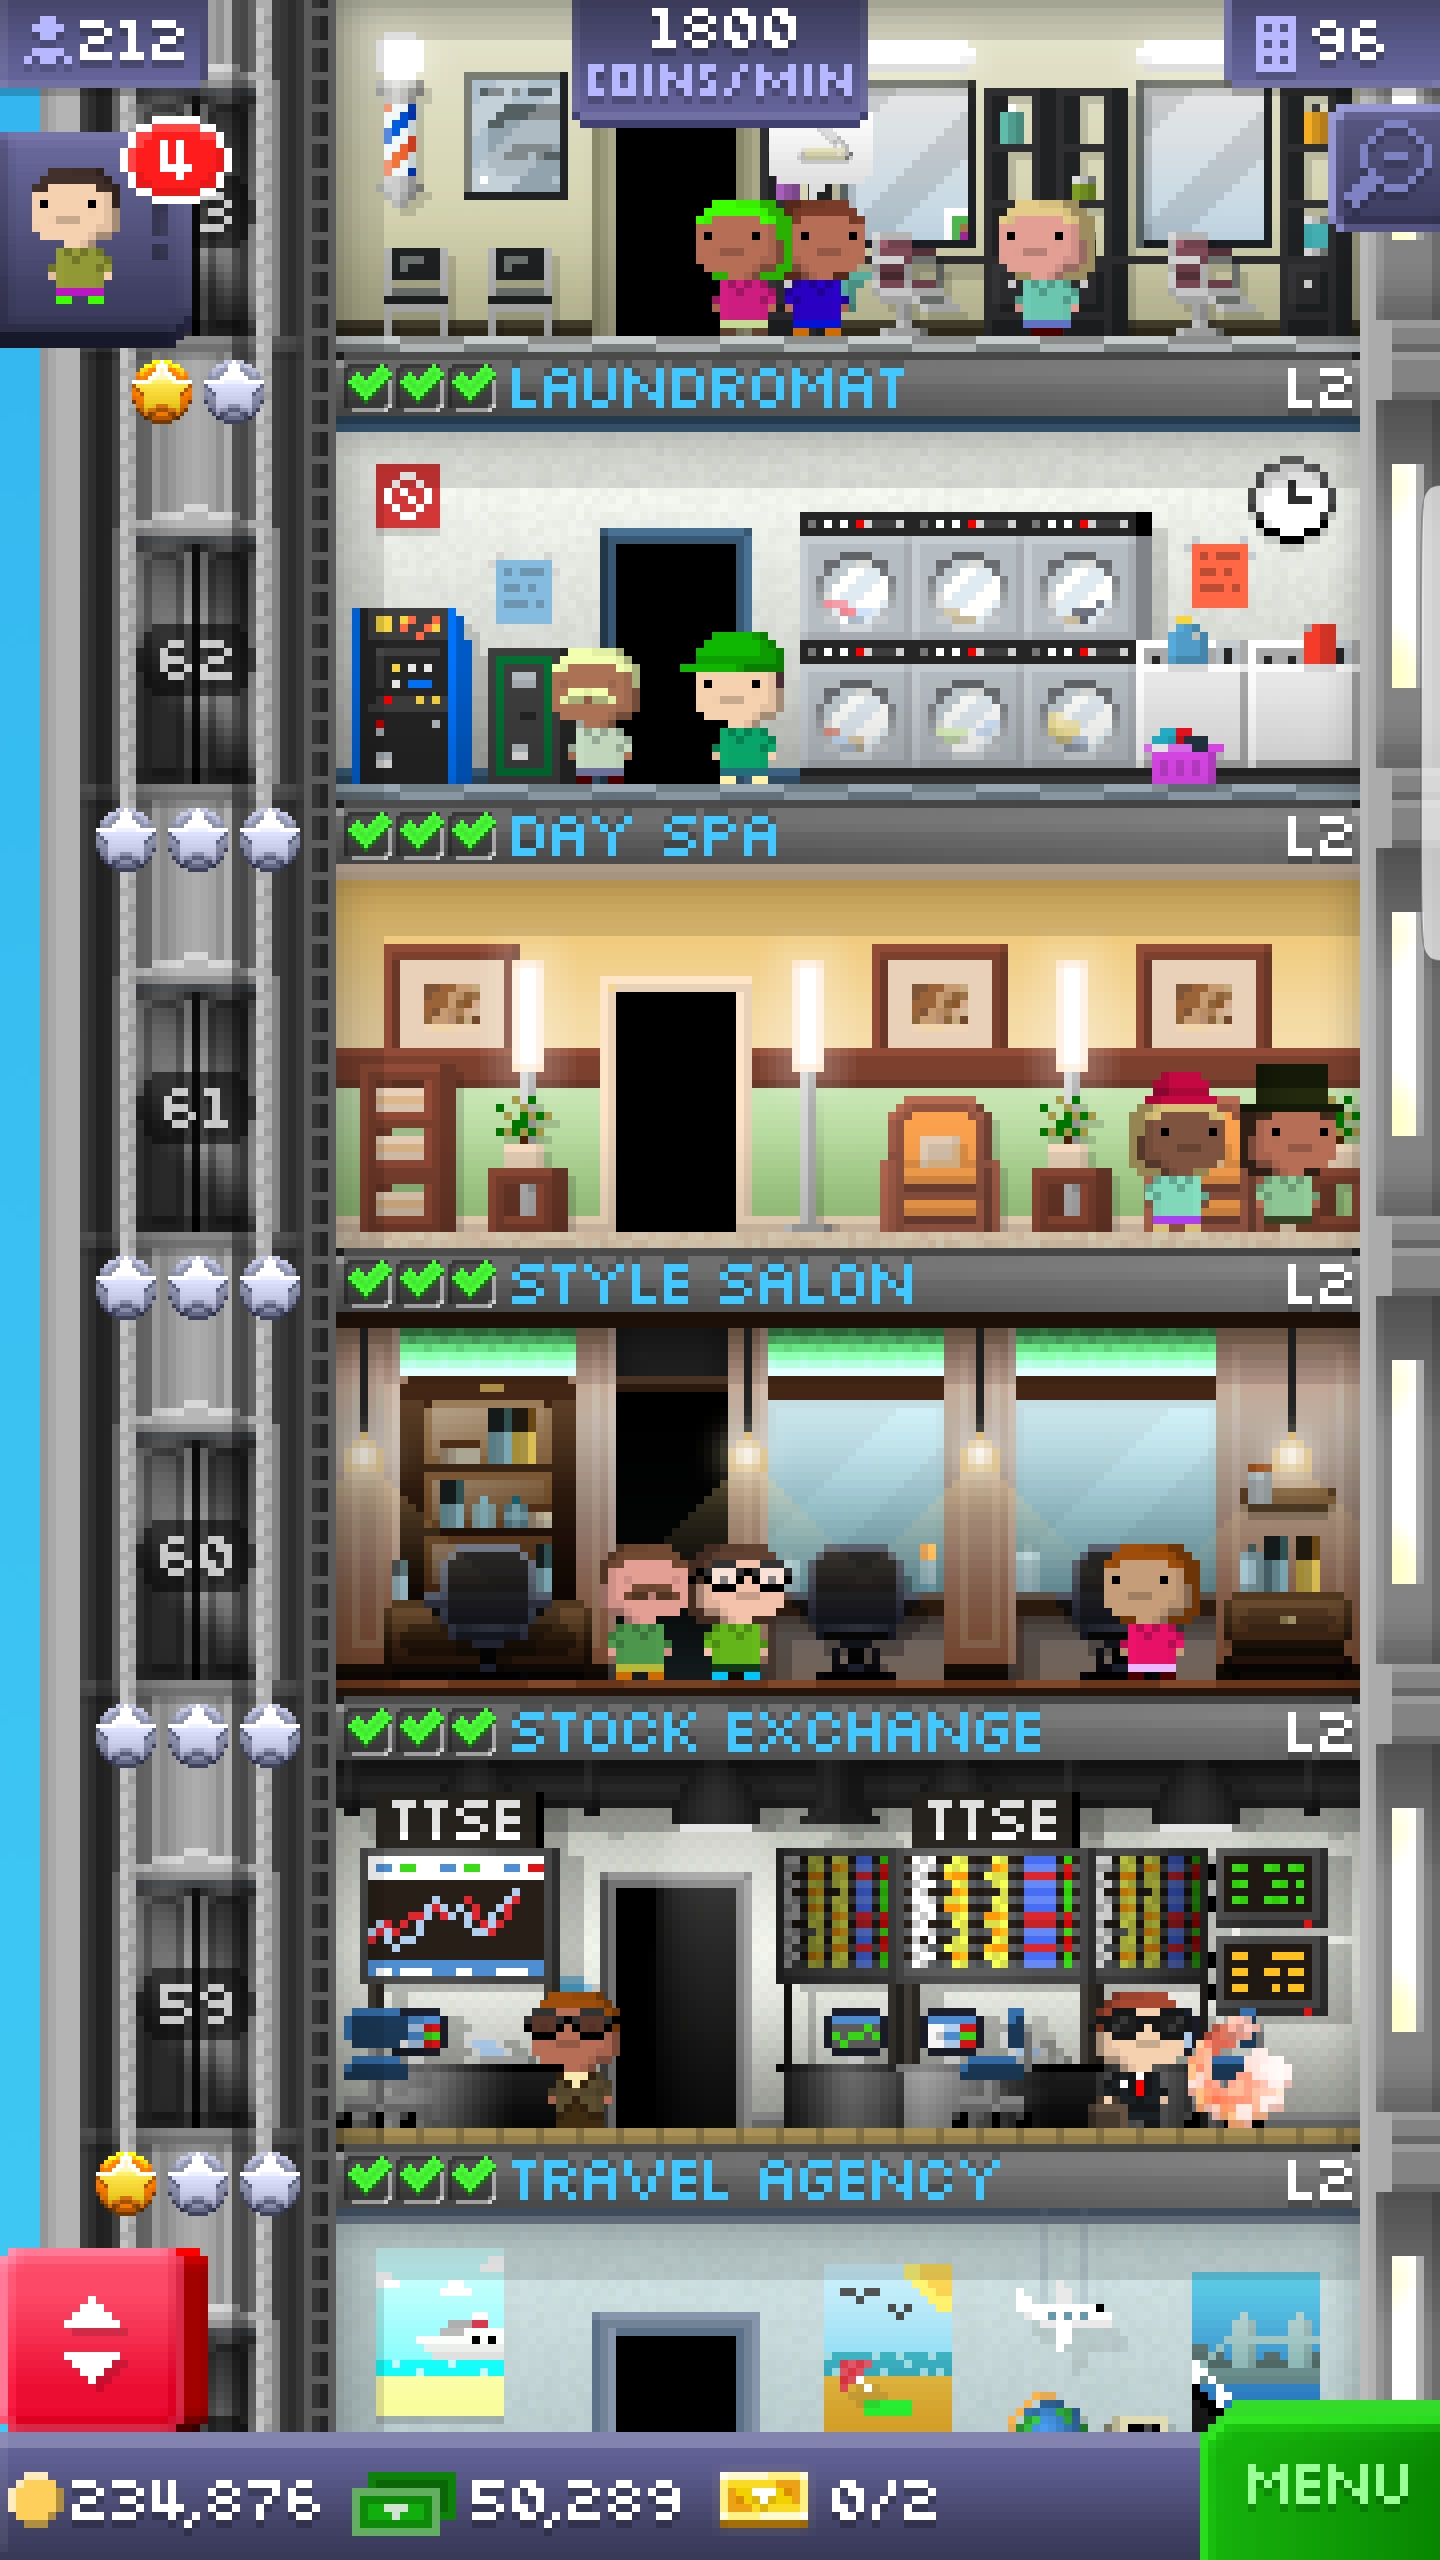 212
1800
COINS/MIN
96
4
LAUNDROMAT L2
62
DAY SPA L2
61
STYLE SALON L2
60
STOCK EXCHANGE L2
TTSE TTSE
59
TRAVEL AGENCY L2
234,876 50,289 0/2
MENU